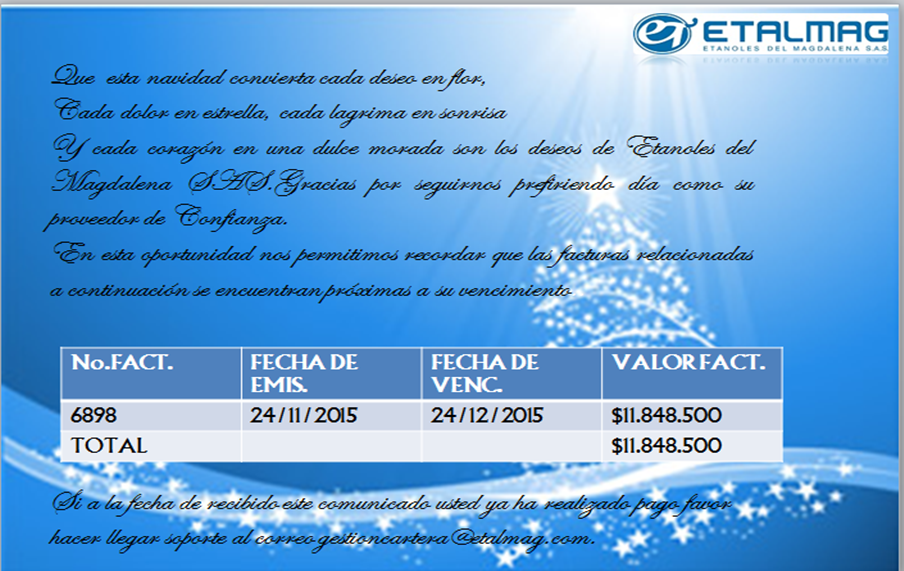 ETALMAG
ETANOLES DEL MAGDALENA S.A.S.
Que esta navidad convierta cada deseo en flor,
Cada dolor en estrella, cada lagrima en sonrisa
Y cada corazón en una dulce morada son los deseos de Etanoles del
Magdalena SAS.Gracias por seguirnos prefiriendo día como su
proveedor de Confianza.
En esta oportunidad nos permitimos recordar que las facturas relacionadas
a continuación se encuentran próximas a su vencimiento
No.FACT. FECHA DE EMIS. FECHA DE VENC. VALOR FACT.
6898 24/11/2015 24/12/2015 $11.848.500
TOTAL $11.848.500
Si a la fecha de recibido este comunicado usted ya ha realizado pago favor
hacer llegar soporte al correo gestioncartera@etalmag.com.